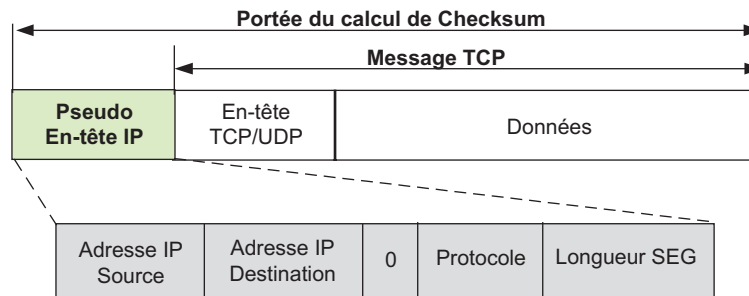 Portée du calcul de Checksum
Message TCP
Pseudo
En-tête IP
En-tête
TCP/UDP
Données
Adresse IP
Source
Adresse IP
Destination
0
Protocole
Longueur SEG